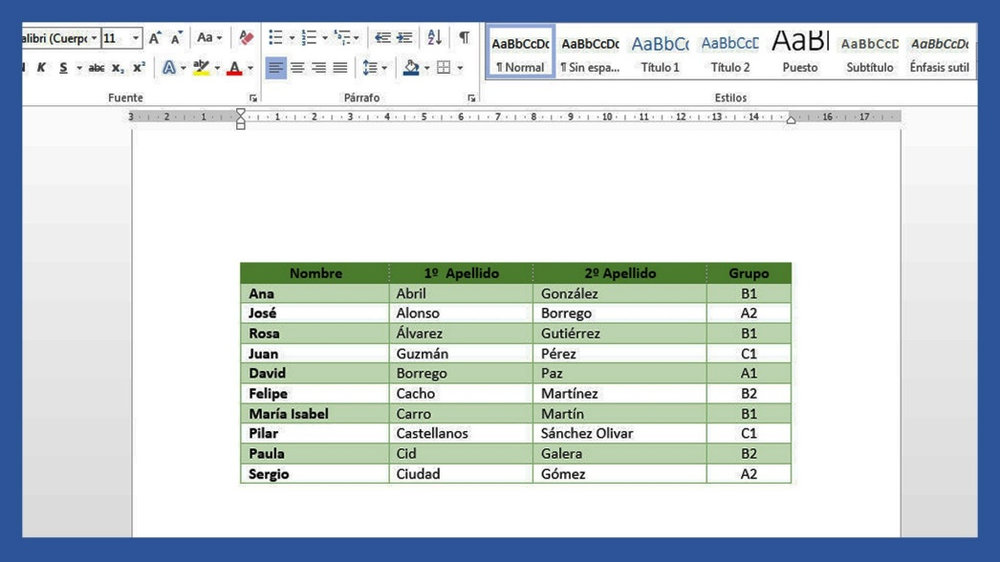 alibri (Cuerpo 11 A A Aa
K S abc x₂ x² A aby A
Fuente Párrafo Estilos
AaBbCcDc AaBbCcDc AaBbCc AaBbCcD AaBl AaBbCcD AaBbCcDc
¶ Normal ¶ Sin espa... Título 1 Título 2 Puesto Subtítulo Énfasis sutil
3 2 1 1 2 3 4 5 6 7 8 9 10 11 12 13 14 16 17
Nombre 1º Apellido 2º Apellido Grupo
Ana Abril González B1
José Alonso Borrego A2
Rosa Álvarez Gutiérrez B1
Juan Guzmán Pérez C1
David Borrego Paz A1
Felipe Cacho Martínez B2
María Isabel Carro Martín B1
Pilar Castellanos Sánchez Olivar C1
Paula Cid Galera B2
Sergio Ciudad Gómez A2